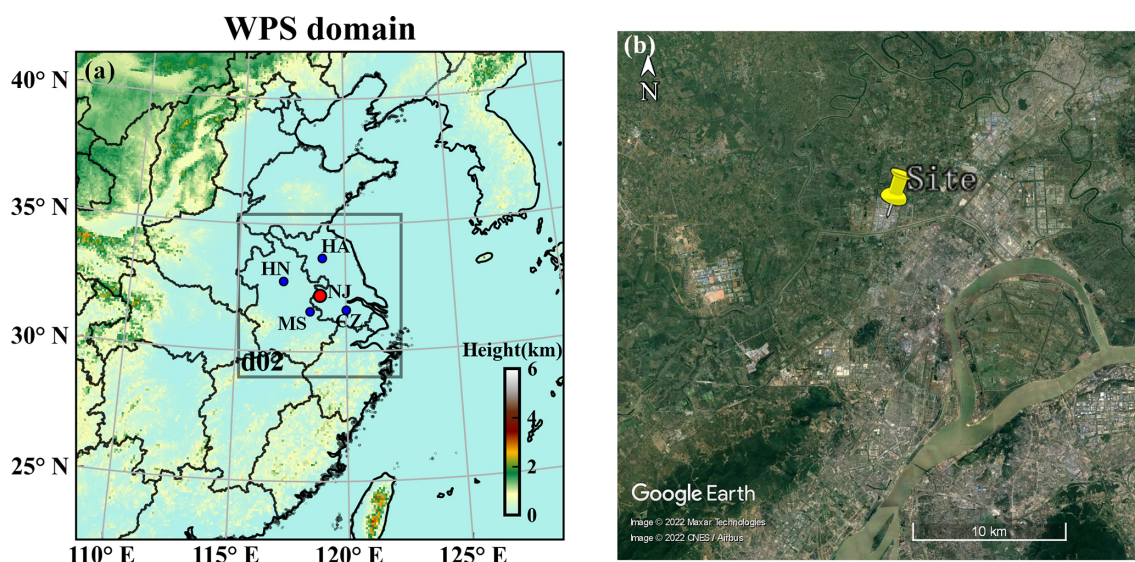 WPS domain
(a)
40° N
35° N
30° N
25° N
110° E
115° E
120° E
125° E
HA
HN
NJ
MS
CZ
d02
Height(km)
6
4
2
0
(b)
N
Site
Google Earth
Image © 2022 Maxar Technologies
Image © 2022 CNES / Airbus
10 km